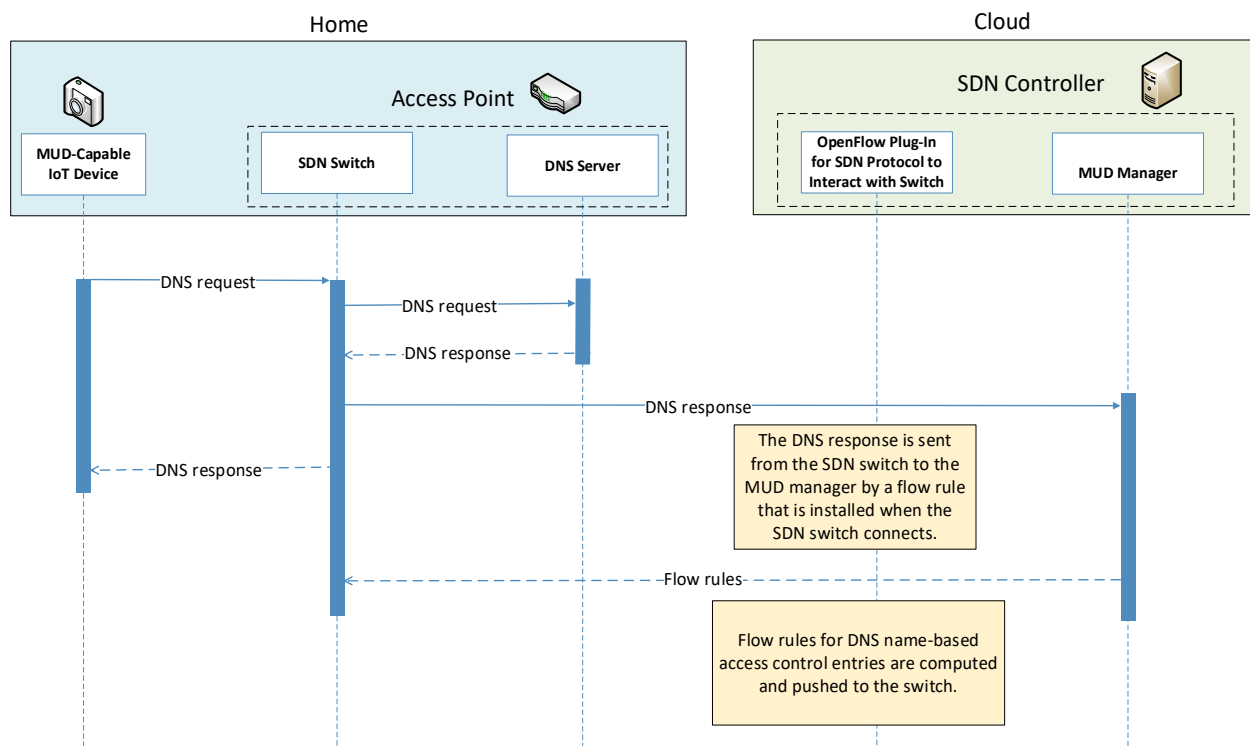 Home
Cloud
Access Point
SDN Controller
MUD-Capable
IoT Device
SDN Switch
DNS Server
OpenFlow Plug-In
for SDN Protocol to
Interact with Switch
MUD Manager
DNS request
DNS request
DNS response
DNS response
The DNS response is sent
from the SDN switch to the
MUD manager by a flow rule
that is installed when the
SDN switch connects.
DNS response
Flow rules
Flow rules for DNS name-based
access control entries are computed
and pushed to the switch.